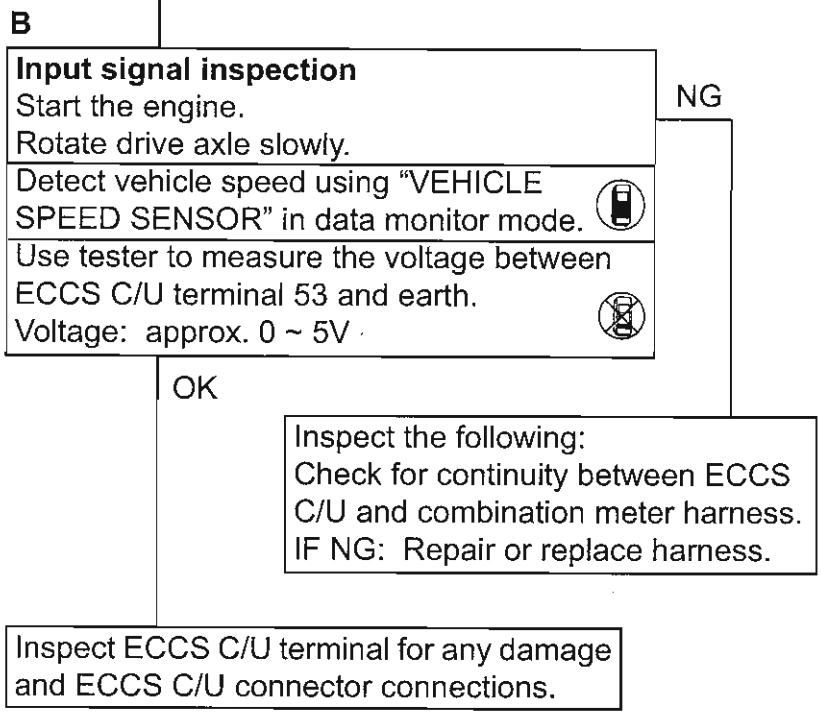 B
Input signal inspection
Start the engine.
Rotate drive axle slowly.
NG
Detect vehicle speed using “VEHICLE
SPEED SENSOR” in data monitor mode.
Use tester to measure the voltage between
ECCS C/U terminal 53 and earth.
Voltage: approx. 0 ~ 5V
OK
Inspect the following:
Check for continuity between ECCS
C/U and combination meter harness.
IF NG: Repair or replace harness.
Inspect ECCS C/U terminal for any damage
and ECCS C/U connector connections.